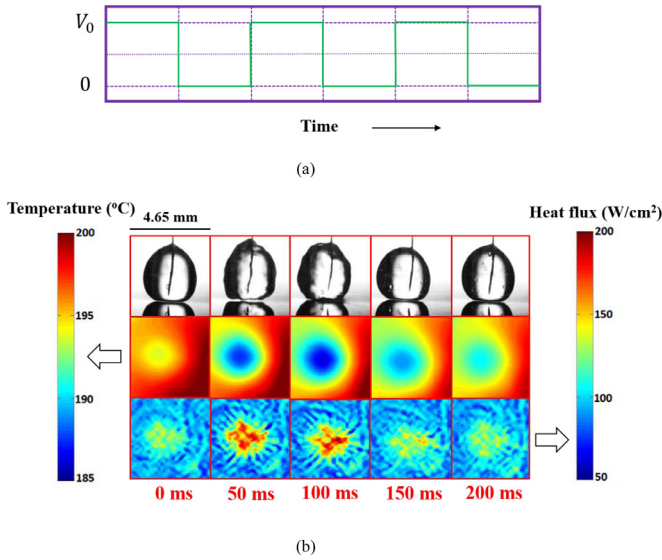 V₀
0
Time
(a)
Temperature (ᵒC)
4.65 mm
Heat flux (W/cm²)
200
200
195
150
190
100
185
50
0 ms 50 ms 100 ms 150 ms 200 ms
(b)